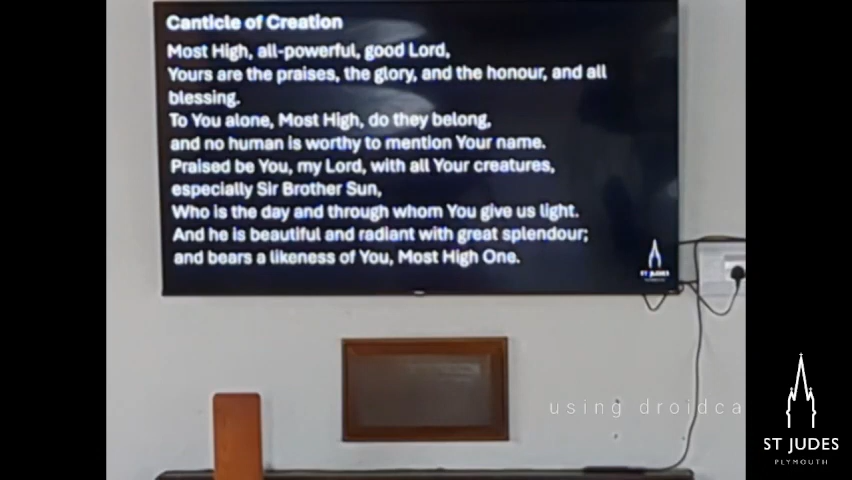 Canticle of Creation
Most High, all-powerful, good Lord,
Yours are the praises, the glory, and the honour, and all
blessing.
To You alone, Most High, do they belong,
and no human is worthy to mention Your name.
Praised be You, my Lord, with all Your creatures,
especially Sir Brother Sun,
Who is the day and through whom You give us light.
And he is beautiful and radiant with great splendour;
and bears a likeness of You, Most High One.
ST JUDES
using droidca
ST JUDES
PLYMOUTH